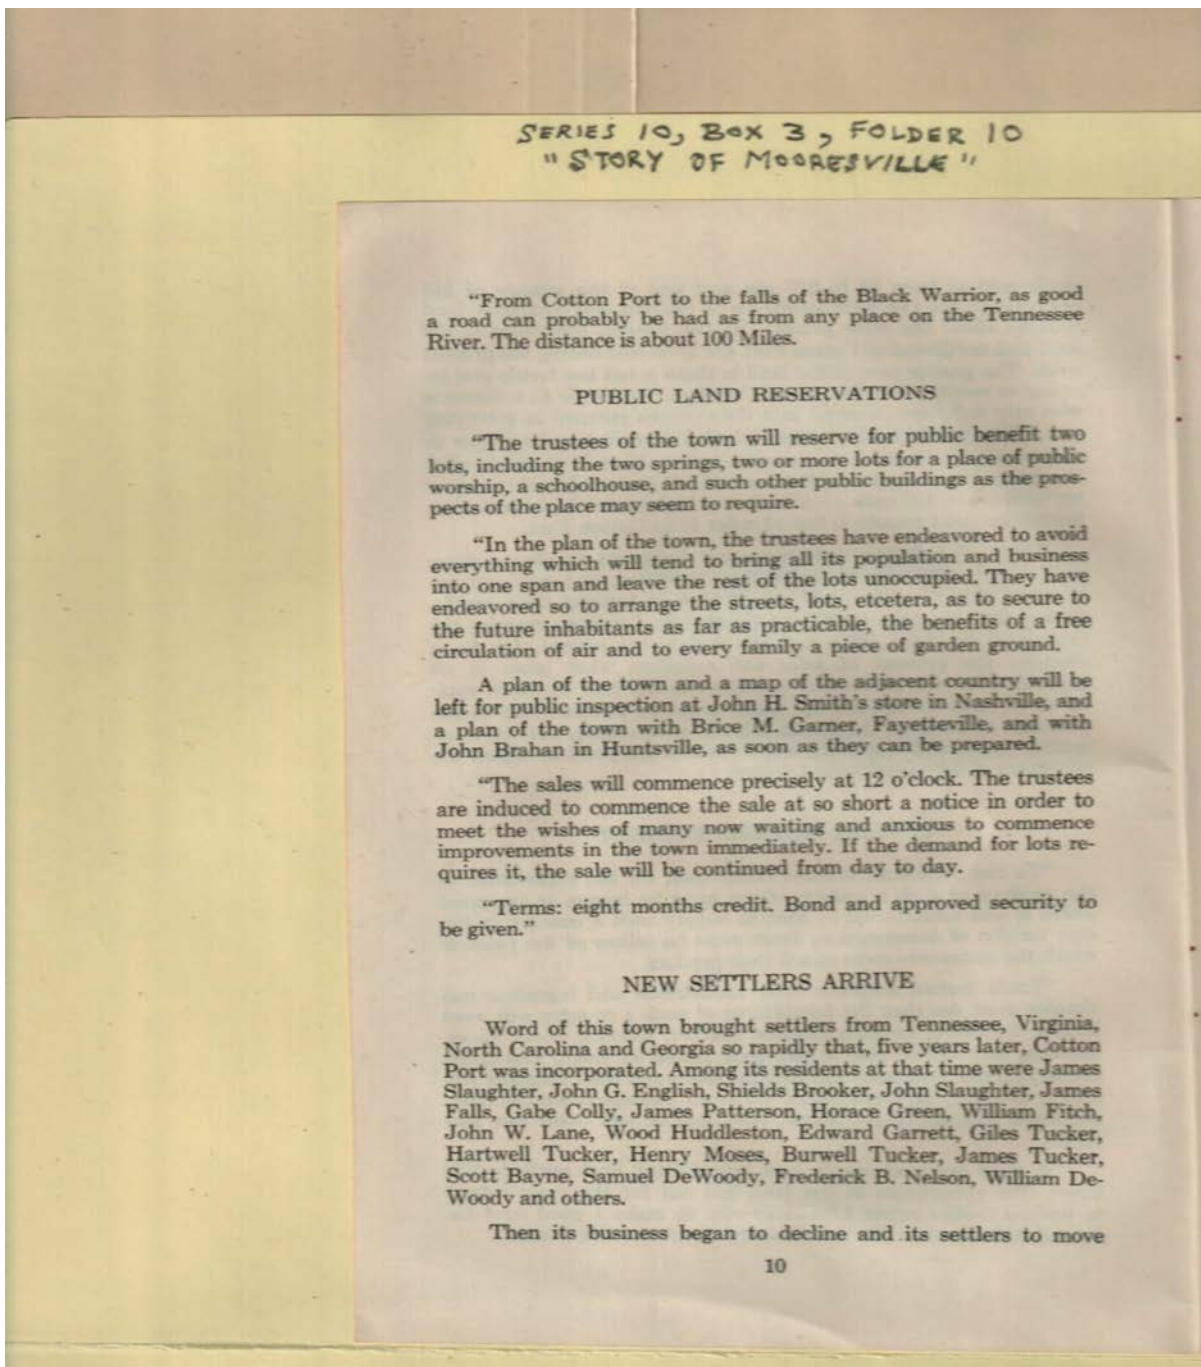 SERIES 10, BOX 3, FOLDER 10
"STORY OF MOORESVILLE"
“From Cotton Port to the falls of the Black Warrior, as good
a road can probably be had as from any place on the Tennessee
River. The distance is about 100 Miles.
PUBLIC LAND RESERVATIONS
“The trustees of the town will reserve for public benefit two
lots, including the two springs, two or more lots for a place of public
worship, a schoolhouse, and such other public buildings as the pros-
pects of the place may seem to require.
“In the plan of the town, the trustees have endeavored to avoid
everything which will tend to bring all its population and business
into one span and leave the rest of the lots unoccupied. They have
endeavored so to arrange the streets, lots, etcetera, as to secure to
the future inhabitants as far as practicable, the benefits of a free
circulation of air and to every family a piece of garden ground.
A plan of the town and a map of the adjacent country will be
left for public inspection at John H. Smith’s store in Nashville, and
a plan of the town with Brice M. Garner, Fayetteville, and with
John Brahan in Huntsville, as soon as they can be prepared.
“The sales will commence precisely at 12 o’clock. The trustees
are induced to commence the sale at so short a notice in order to
meet the wishes of many now waiting and anxious to commence
improvements in the town immediately. If the demand for lots re-
quires it, the sale will be continued from day to day.
“Terms: eight months credit. Bond and approved security to
be given.”
NEW SETTLERS ARRIVE
Word of this town brought settlers from Tennessee, Virginia,
North Carolina and Georgia so rapidly that, five years later, Cotton
Port was incorporated. Among its residents at that time were James
Slaughter, John G. English, Shields Brooker, John Slaughter, James
Falls, Gabe Colly, James Patterson, Horace Green, William Fitch,
John W. Lane, Wood Huddleston, Edward Garrett, Giles Tucker,
Hartwell Tucker, Henry Moses, Burwell Tucker, James Tucker,
Scott Bayne, Samuel DeWoody, Frederick B. Nelson, William De-
Woody and others.
Then its business began to decline and its settlers to move
10